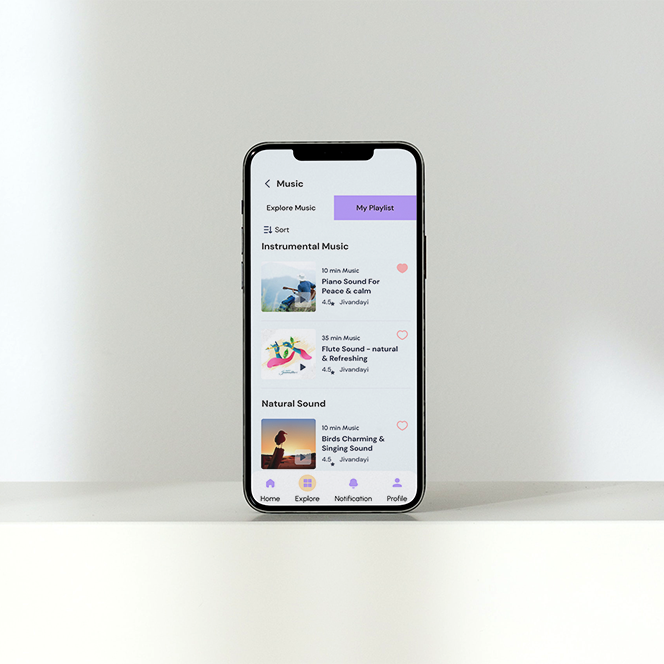 Music
Explore Music
My Playlist
Sort
Instrumental Music
10 min Music
Piano Sound For
Peace & calm
4.5★ Jivandayi
35 min Music
Flute Sound - natural
& Refreshing
4.5★ Jivandayi
Natural Sound
10 min Music
Birds Charming &
Singing Sound
4.5★ Jivandayi
Home
Explore
Notification
Profile